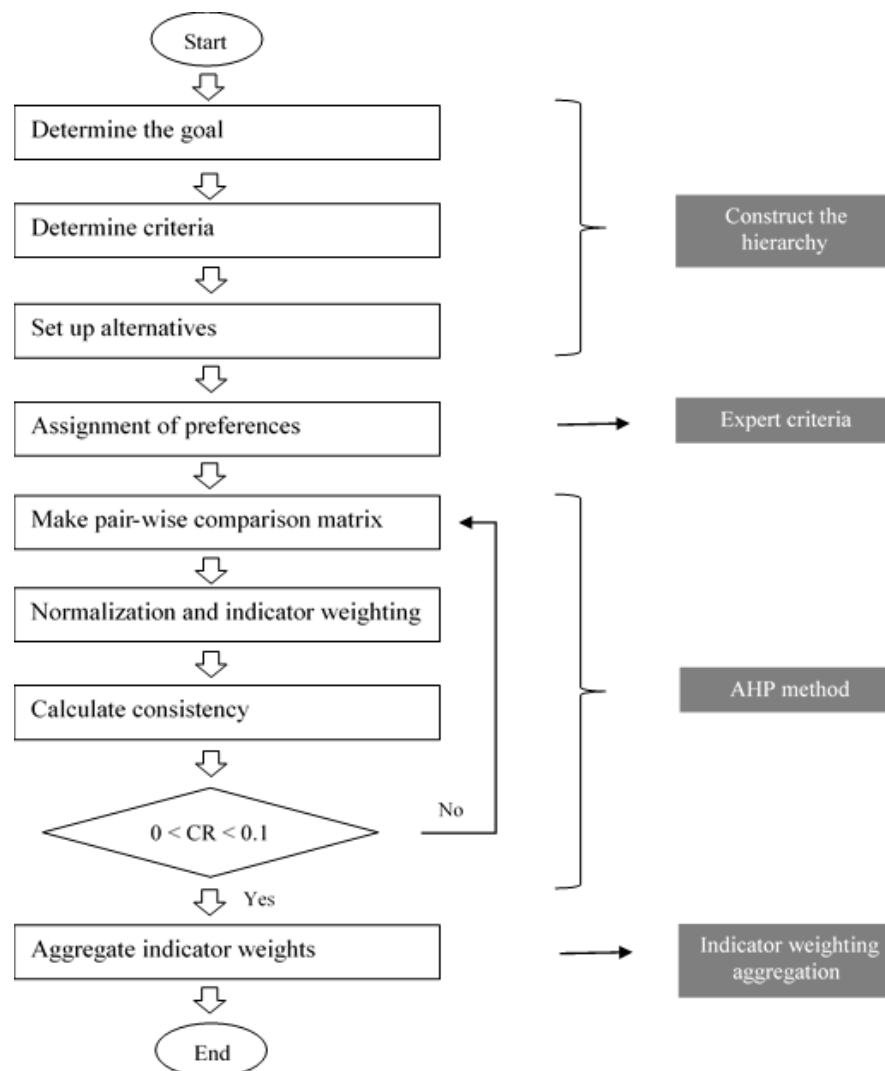 Start
Determine the goal
Determine criteria
Construct the
hierarchy
Set up alternatives
Assignment of preferences
Expert criteria
Make pair-wise comparison matrix
Normalization and indicator weighting
Calculate consistency
AHP method
0 < CR < 0.1
No
Yes
Aggregate indicator weights
Indicator weighting
aggregation
End